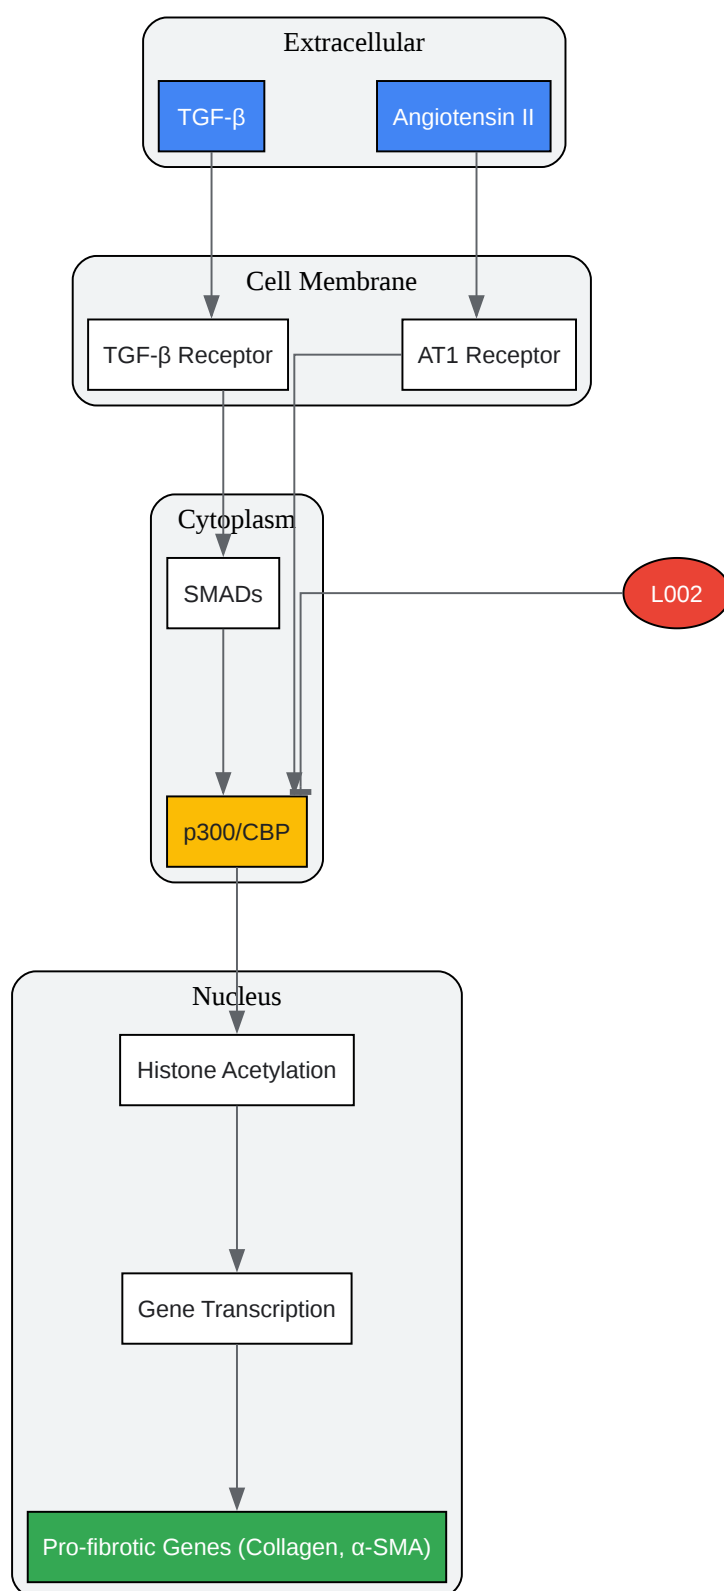 Extracellular
TGF-β
Angiotensin II
Cell Membrane
TGF-β Receptor
AT1 Receptor
Cytoplasm
SMADs
L002
p300/CBP
Nucleus
Histone Acetylation
Gene Transcription
Pro-fibrotic Genes (Collagen, α-SMA)